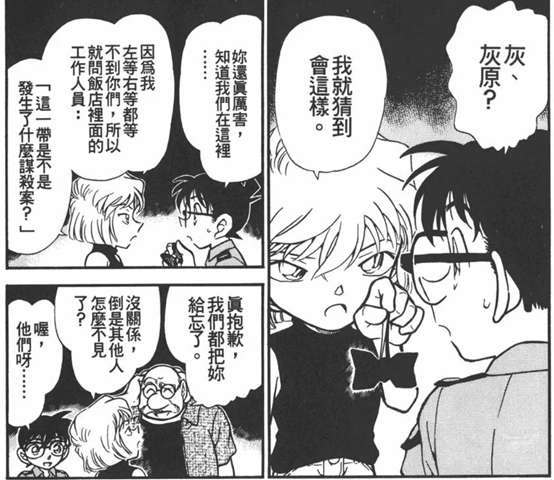 灰、
灰原？
我就猜到
會這樣。
妳還眞厲害，
知道我們在這裡
……
因爲我
左等右等都等
不到你們，所以
就問飯店裡面的
工作人員：
「這一帶是不是
發生了什麼謀殺案？」
眞抱歉，
我們都把妳
給忘了。
沒關係，
倒是其他人
怎麼不見
了？
喔，
他們呀……